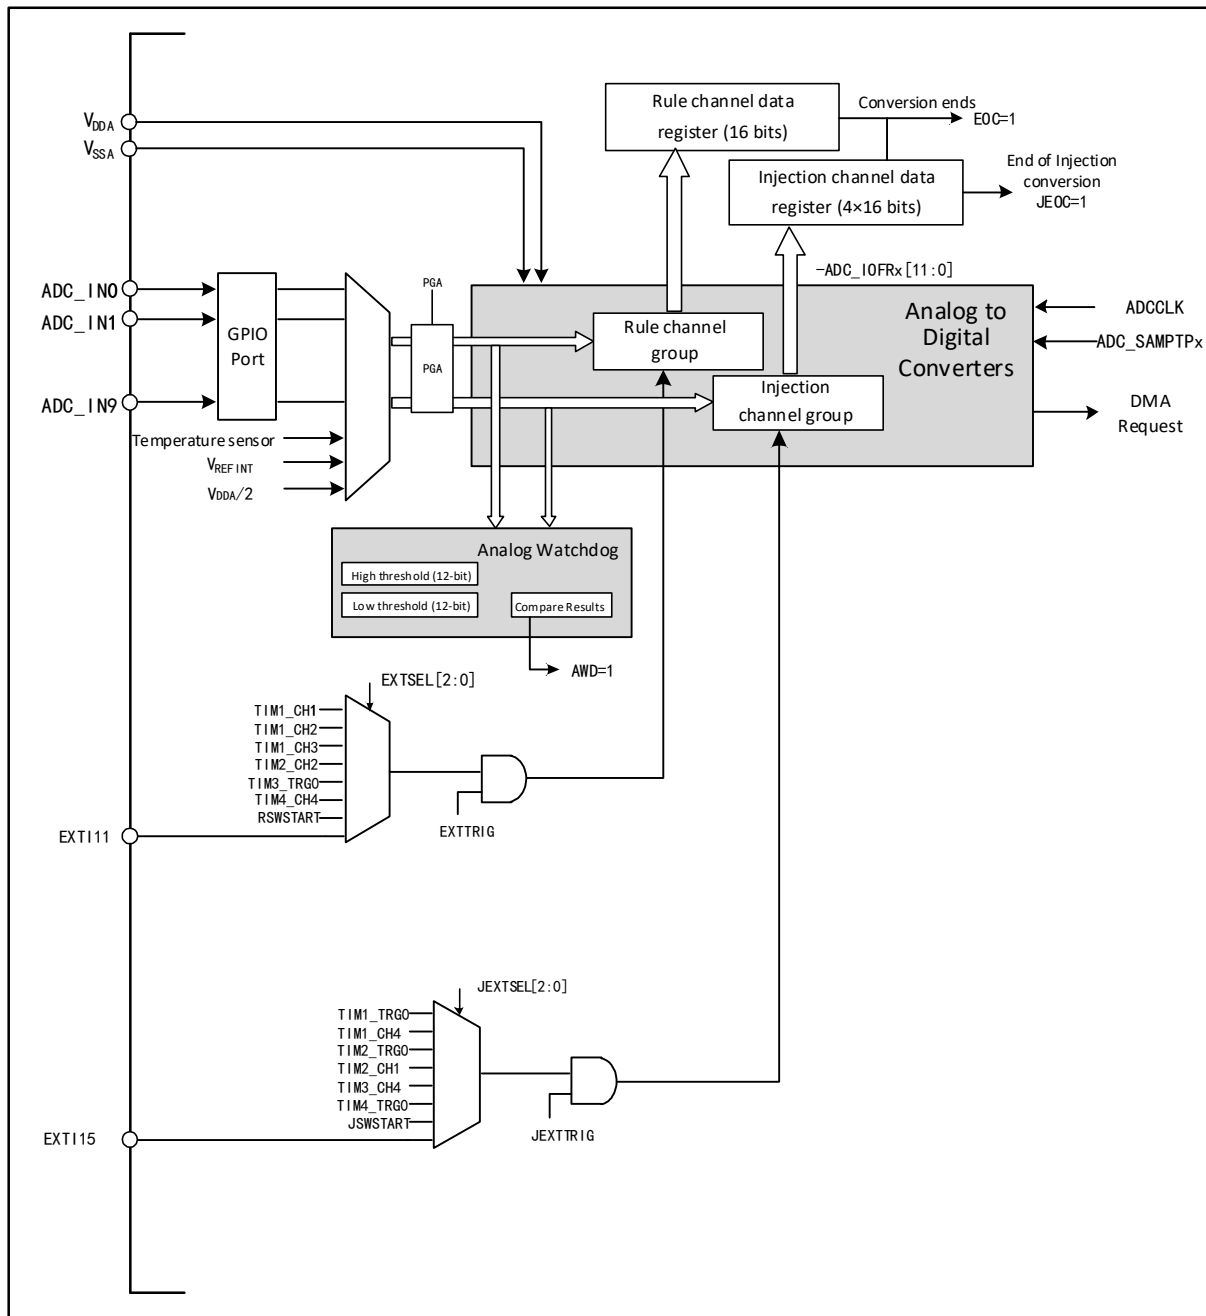 Rule channel data
register (16 bits)
Conversion ends
EOC=1
V_DDA
V_SSA
Injection channel data
register (4×16 bits)
End of Injection
conversion
JEOC=1
-ADC_IOFRx[11:0]
ADC_IN0
ADC_IN1
ADC_IN9
GPIO
Port
PGA
PGA
Rule channel
group
Injection
channel group
Analog to
Digital
Converters
ADCCLK
ADC_SAMPTPx
DMA
Request
Temperature sensor
V_REFINT
V_DDA/2
Analog Watchdog
High threshold (12-bit)
Low threshold (12-bit)
Compare Results
AWD=1
EXTSEL[2:0]
TIM1_CH1
TIM1_CH2
TIM1_CH3
TIM2_CH2
TIM3_TRGO
TIM4_CH4
RSWSTART
EXTI11
EXTTRIG
JEXTSEL[2:0]
TIM1_TRGO
TIM1_CH4
TIM2_TRGO
TIM2_CH1
TIM3_CH4
TIM4_TRGO
JSWSTART
EXTI15
JEXTTRIG